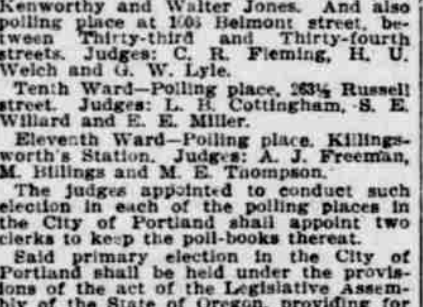 Kenworthy and Walter Jones. And also
polling place at 1005 Belmont street, be-
tween Thirty-third and Thirty-fourth
streets. Judges: C. R. Fleming, H. U.
Welch and G. W. Lyle.
Tenth Ward—Polling place, 263½ Russell
street. Judges: L. B. Cottingham, S. E.
Willard and E. E. Miller.
Eleventh Ward—Polling place, Killings-
worth's Station. Judges: A. J. Freeman,
M. Billings and M. E. Thompson.
The judges appointed to conduct such
election in each of the polling places in
the City of Portland shall appoint two
clerks to keep the poll-books thereat.
Said primary election in the City of
Portland shall be held under the provis-
ions of the act of the Legislative Assem-
bly of the State of Oregon, providing for